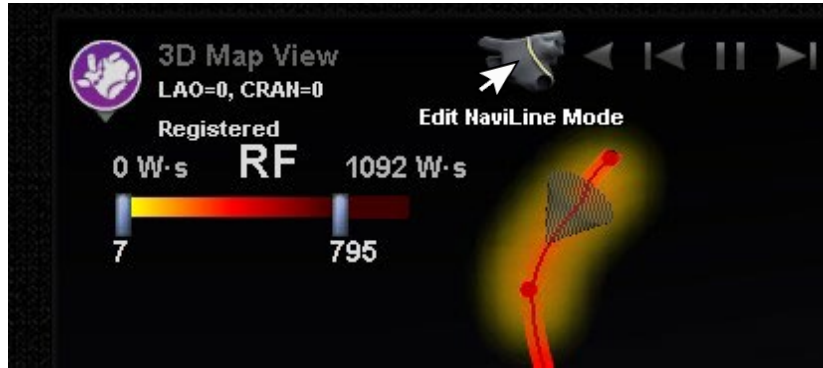 3D Map View
LAO=0, CRAN=0
Registered
Edit NaviLine Mode
0 W·s RF 1092 W·s
7 795